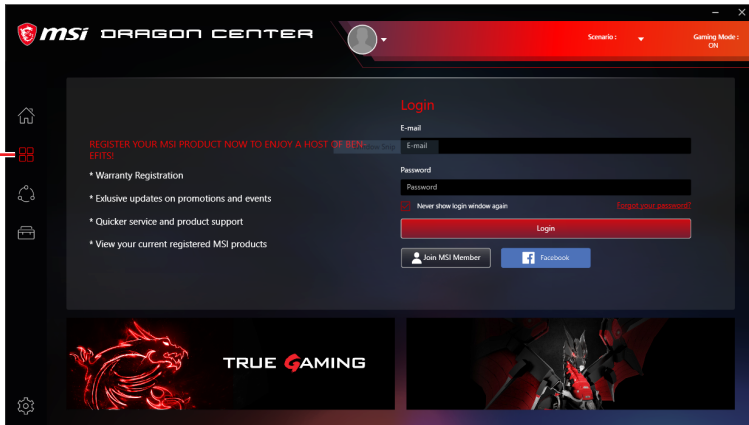 msi DRAGON CENTER
Scenario :
Gaming Mode :
ON
Login
E-mail
REGISTER YOUR MSI PRODUCT NOW TO ENJOY A HOST OF BEN-
EFITS!
E-mail
* Warranty Registration
Password
* Exlusive updates on promotions and events
Password
Never show login window again
Forgot your password?
* Quicker service and product support
Login
* View your current registered MSI products
Join MSI Member
f Facebook
TRUE GAMING